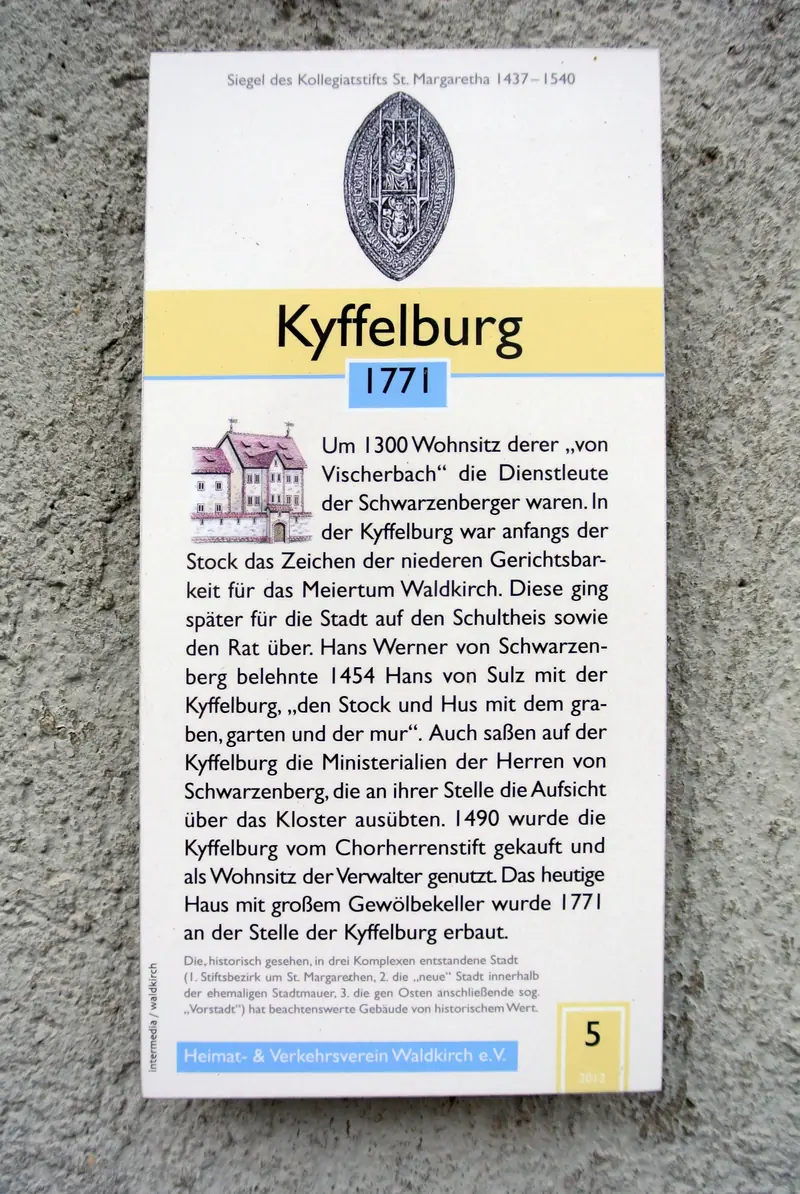 Siegel des Kollegiatstifts St. Margaretha 1437–1540
Kyffelburg
1771
Um 1300 Wohnsitz derer „von
Vischerbach“ die Dienstleute
der Schwarzenberger waren. In
der Kyffelburg war anfangs der
Stock das Zeichen der niederen Gerichtsbar-
keit für das Meiertum Waldkirch. Diese ging
später für die Stadt auf den Schultheis sowie
den Rat über. Hans Werner von Schwarzen-
berg belehnte 1454 Hans von Sulz mit der
Kyffelburg, „den Stock und Hus mit dem gra-
ben, garten und der mur“. Auch saßen auf der
Kyffelburg die Ministerialien der Herren von
Schwarzenberg, die an ihrer Stelle die Aufsicht
über das Kloster ausübten. 1490 wurde die
Kyffelburg vom Chorherrenstift gekauft und
als Wohnsitz der Verwalter genutzt. Das heutige
Haus mit großem Gewölbekeller wurde 1771
an der Stelle der Kyffelburg erbaut.
Die, historisch gesehen, in drei Komplexen entstandene Stadt
(1. Stiftsbezirk um St. Margarethen, 2. die „neue“ Stadt innerhalb
der ehemaligen Stadtmauer, 3. die gen Osten anschließende sog.
„Vorstadt“) hat beachtenswerte Gebäude von historischem Wert.
intermedia / waldkirch
Heimat- & Verkehrsverein Waldkirch e.V.
5
2012